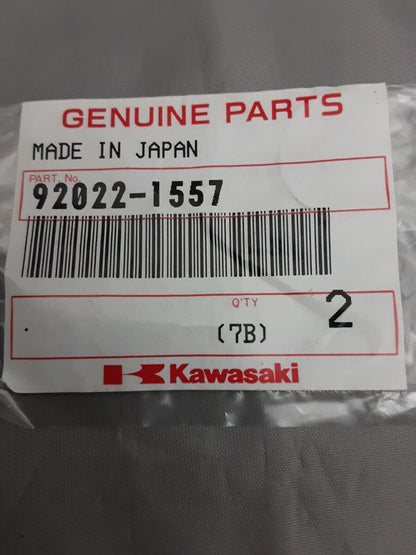 GENUINE PARTS
MADE IN JAPAN
PART. No.
92022-1557
Q'TY
2
(7B)
Kawasaki